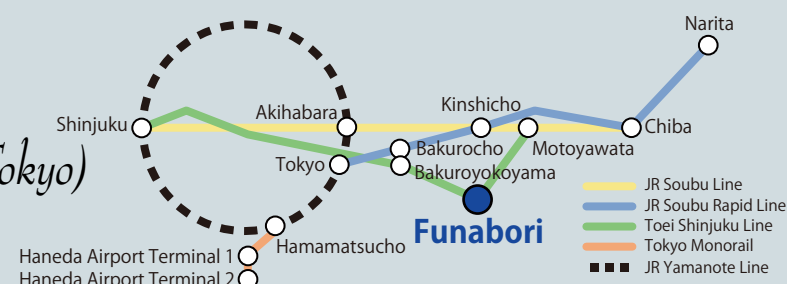 Narita
Kinshicho
Akihabara
Shinjuku
Chiba
Bakurocho
Motoyawata
Tokyo
Bakuroyokoyama
okyo)
JR Soubu Line
JR Soubu Rapid Line
Toei Shinjuku Line
Tokyo Monorail
JR Yamanote Line
Funabori
Hamamatsucho
Haneda Airport Terminal 1
Haneda Airport Terminal 2